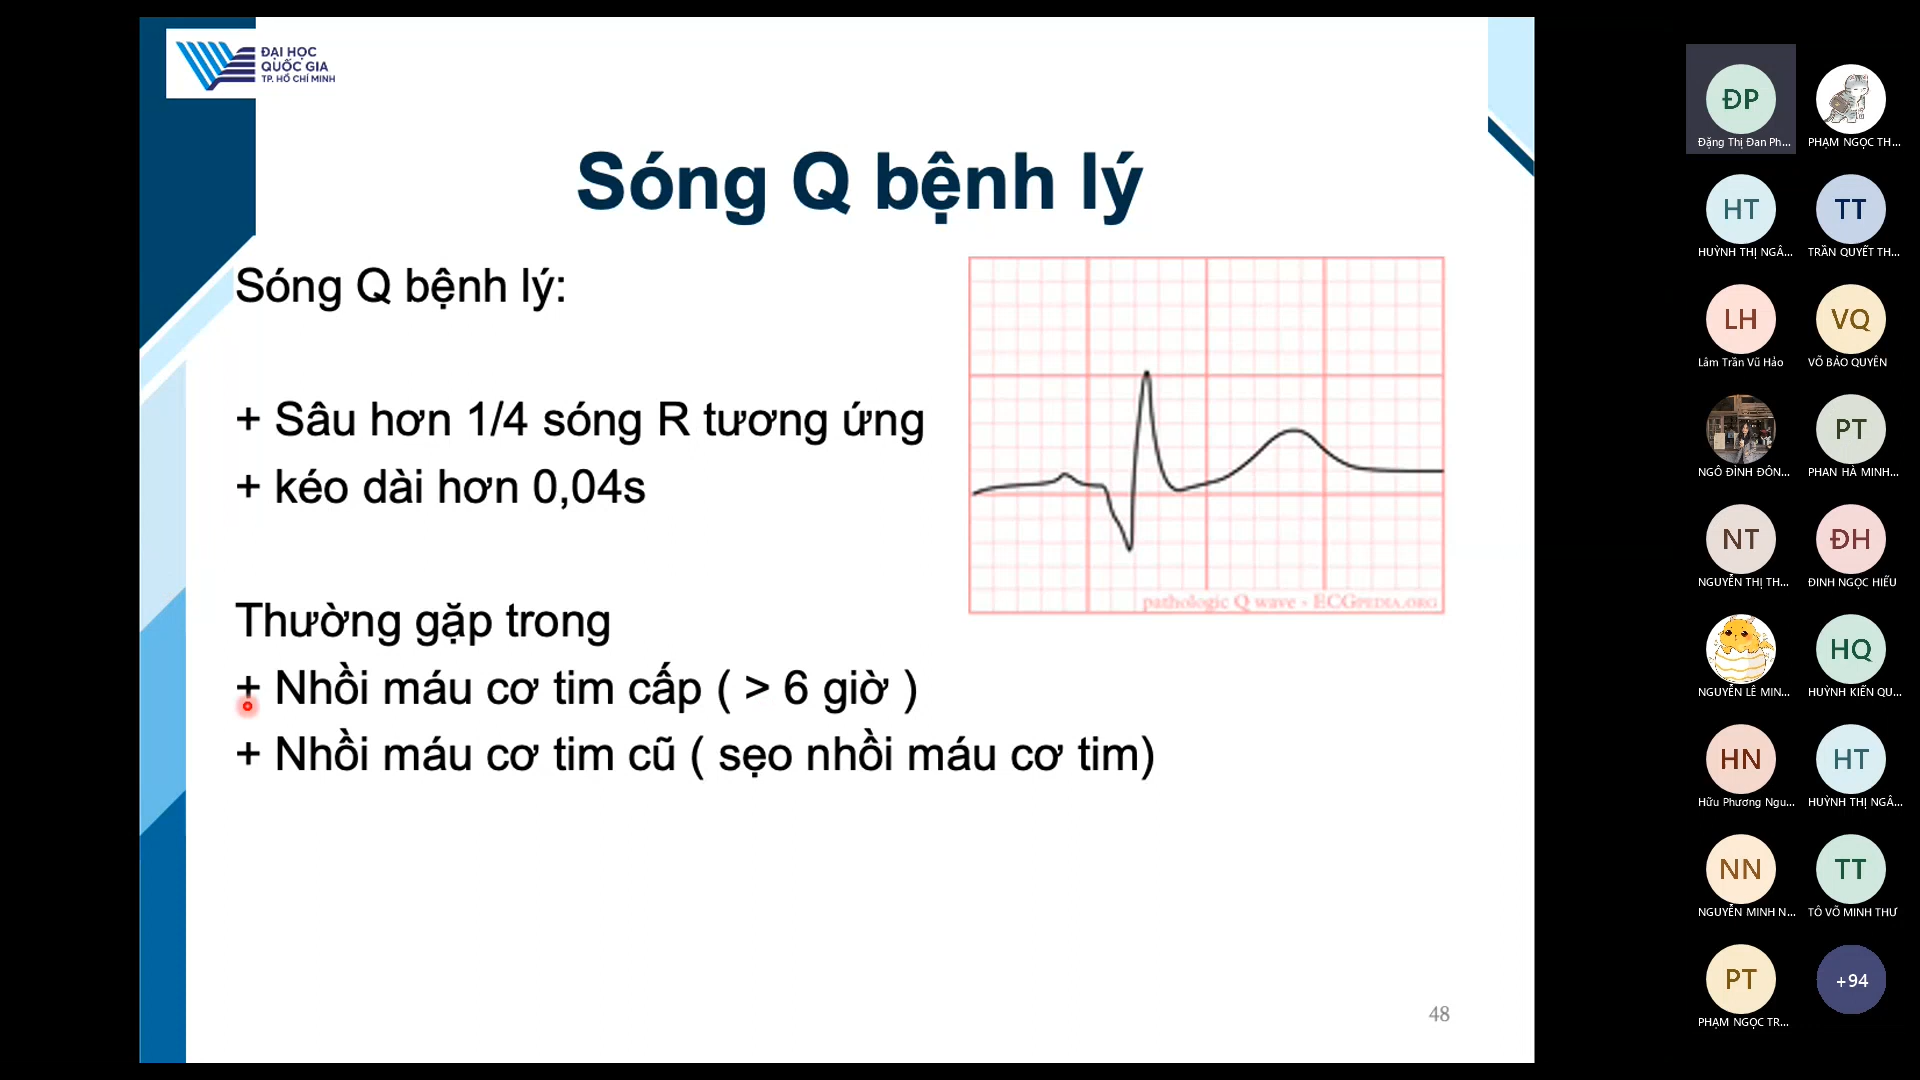 ĐẠI HỌC
QUỐC GIA
TP. HỒ CHÍ MINH
Sóng Q bệnh lý
Sóng Q bệnh lý:
+ Sâu hơn 1/4 sóng R tương ứng
+ kéo dài hơn 0,04s
Thường gặp trong
+ Nhồi máu cơ tim cấp ( > 6 giờ )
+ Nhồi máu cơ tim cũ ( sẹo nhồi máu cơ tim)
pathologic Q wave - ECGPEDIA.ORG
48
ĐP
Đặng Thị Đan Ph...
PHẠM NGỌC TH...
HT
HUỲNH THỊ NGÂ...
TT
TRẦN QUYẾT TH...
LH
Lâm Trần Vũ Hảo
VQ
VÕ BẢO QUYÊN
NGÔ ĐÌNH ĐÔN...
PT
PHAN HÀ MINH...
NT
NGUYỄN THỊ TH...
ĐH
ĐINH NGỌC HIẾU
NGUYỄN LÊ MIN...
HQ
HUỲNH KIẾN QU...
HN
Hữu Phương Ngu...
HT
HUỲNH THỊ NGÂ...
NN
NGUYỄN MINH N...
TT
TÔ VÕ MINH THƯ
PT
PHẠM NGỌC TR...
+94